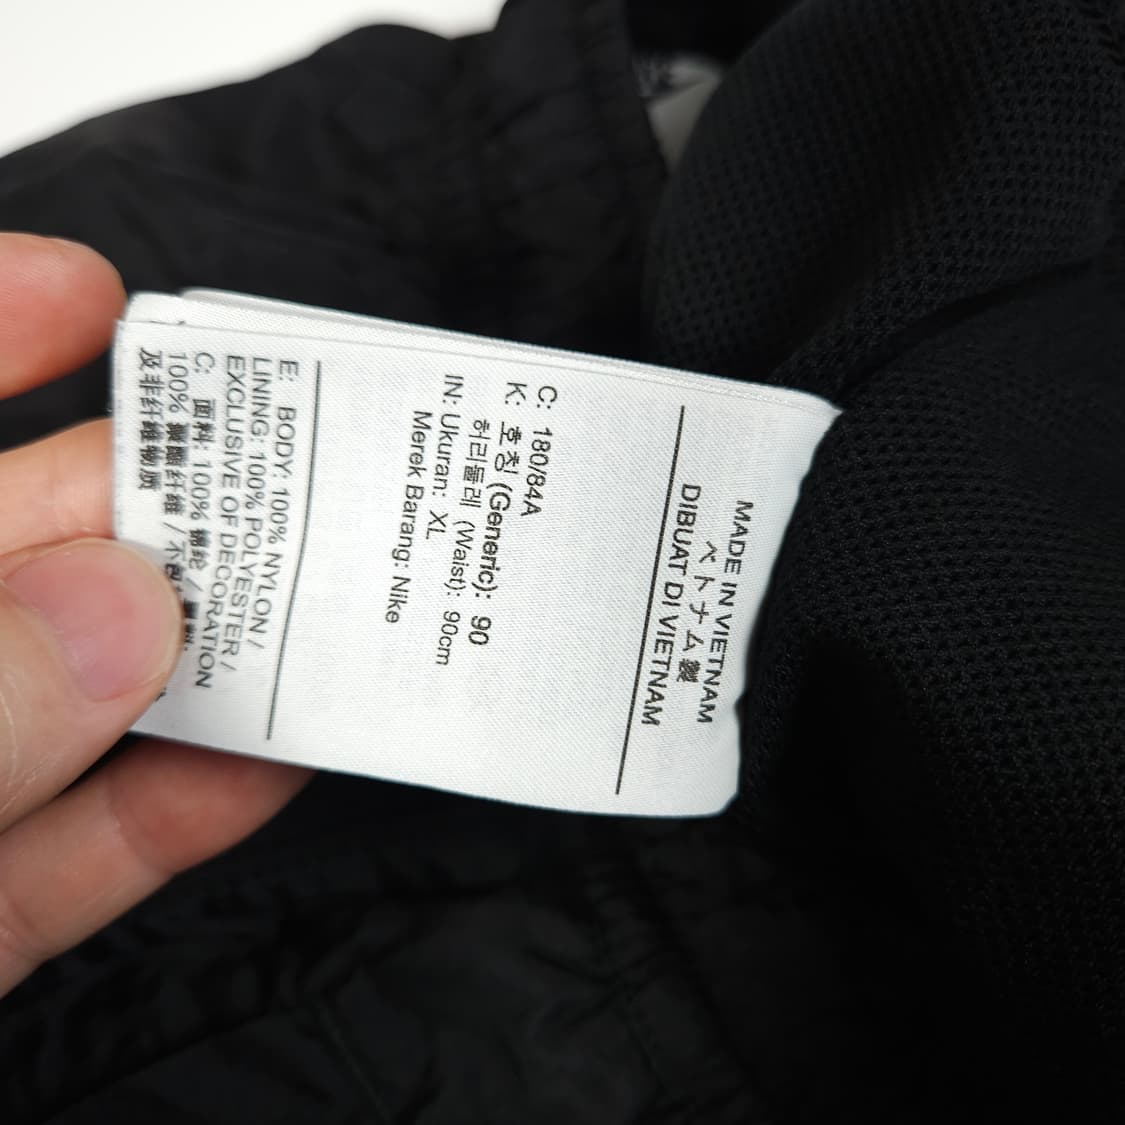 MADE IN VIETNAM
ベトナム製
DIBUAT DI VIETNAM
C: 180/84A
K: 호칭 (Generic): 90
허리둘레 (Waist): 90cm
IN: Ukuran: XL
Merek Barang: Nike
E: BODY: 100% NYLON /
LINING: 100% POLYESTER /
EXCLUSIVE OF DECORATION
C: 面料: 100% 锦纶 /
100% 聚酯纤维 / 不包
及非纤维物质